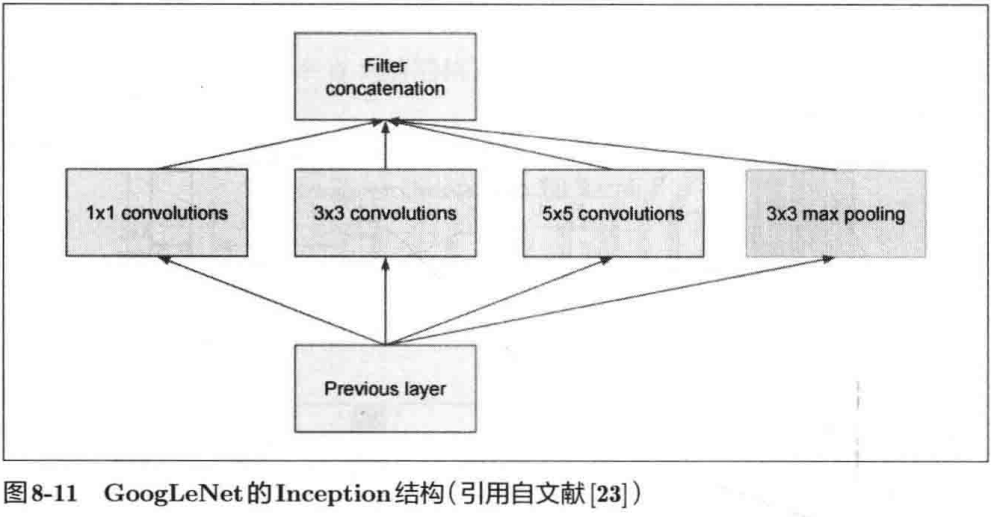 Filter
concatenation
1x1 convolutions
3x3 convolutions
5x5 convolutions
3x3 max pooling
Previous layer
图8-11 GoogLeNet的Inception结构(引用自文献[23])